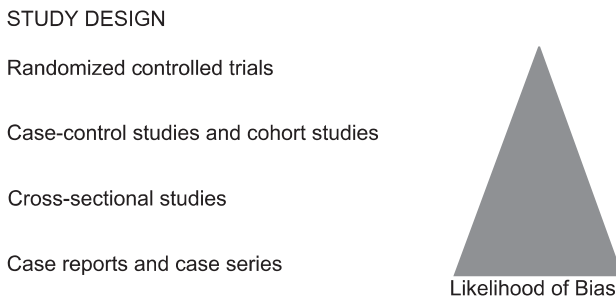 STUDY DESIGN
Randomized controlled trials
Case-control studies and cohort studies
Cross-sectional studies
Case reports and case series
Likelihood of Bias